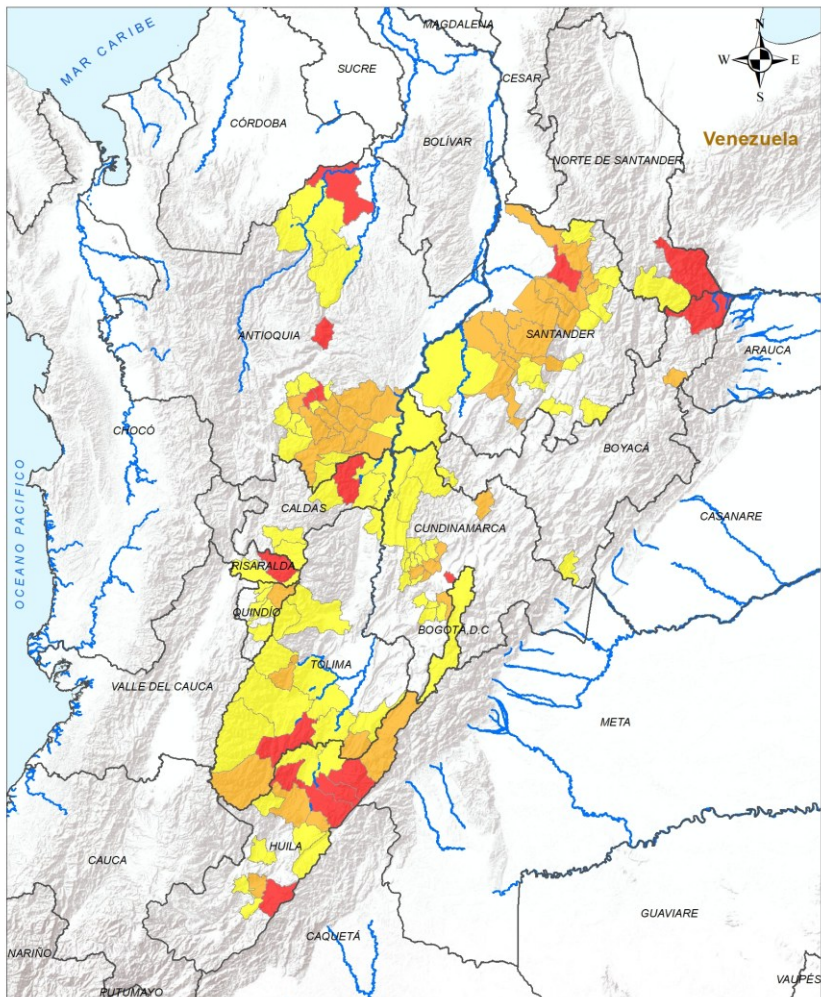 MAGDALENA
N
W E
S
MAR CARIBE
SUCRE
CESAR
CÓRDOBA
BOLÍVAR
Venezuela
NORTE DE SANTANDER
ANTIOQUIA
SANTANDER
ARAUCA
CHOCÓ
BOYACÁ
CALDAS
CUNDINAMARCA
CASANARE
OCEANO PACIFICO
RISARALDA
QUINDÍO
BOGOTÁ,D.C
TOLIMA
VALLE DEL CAUCA
META
HUILA
CAUCA
GUAVIARE
CAQUETÁ
NARIÑO
VAUPÉS
PUTUMAYO